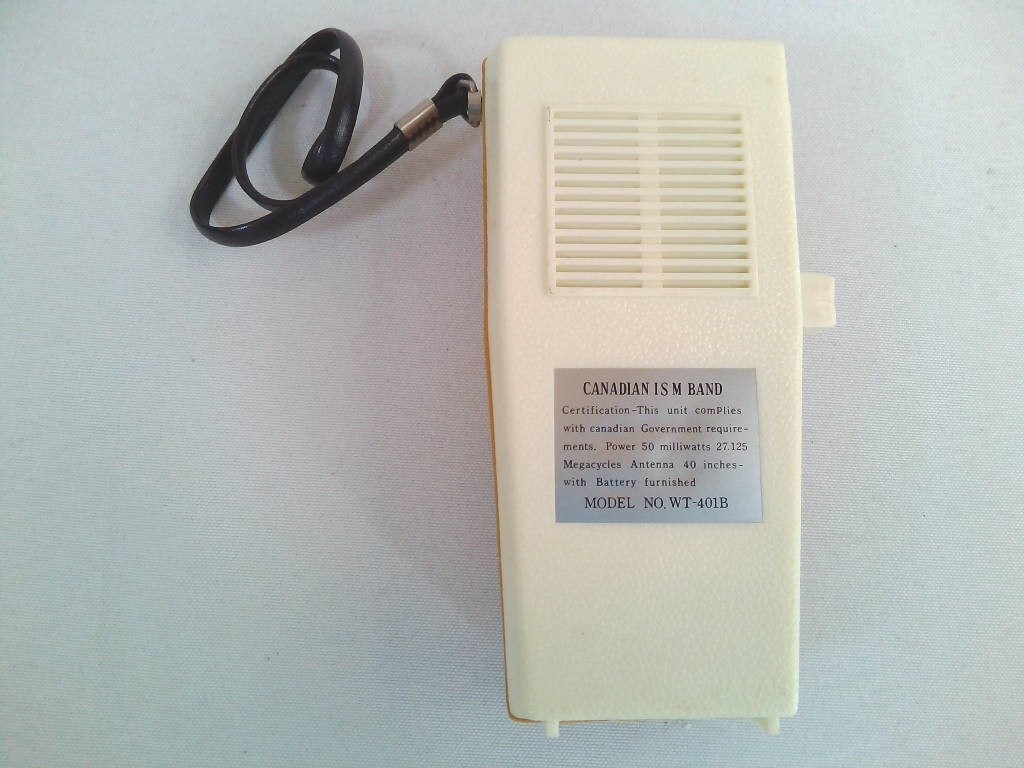 CANADIAN I S M BAND
Certification-This unit comPlies
with canadian Government require-
ments. Power 50 milliwatts 27.125
Megacycles Antenna 40 inches-
with Battery furnished
MODEL NO. WT-401B
JAPAN